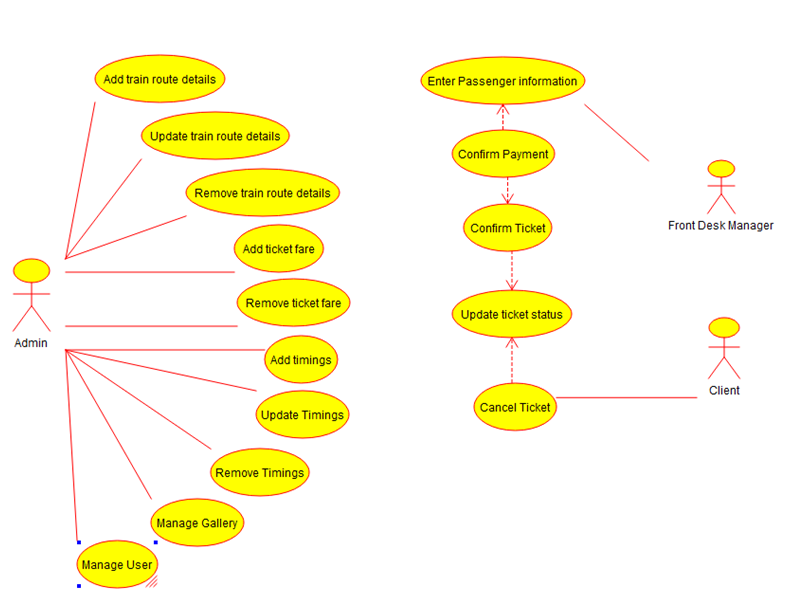 Add train route details
Update train route details
Remove train route details
Add ticket fare
Remove ticket fare
Admin
Add timings
Update Timings
Remove Timings
Manage Gallery
Manage User
Enter Passenger information
Confirm Payment
Front Desk Manager
Confirm Ticket
Update ticket status
Client
Cancel Ticket